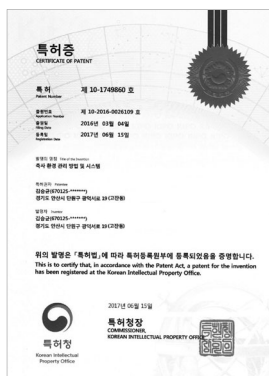 특허증
CERTIFICATE OF PATENT
특허 제 10-1749860 호
Patent Number
출원번호 제 10-2016-0026109 호
Application Number
출원일 2016년 03월 04일
Filing Date
등록일 2017년 06월 15일
Registration Date
발명의 명칭 Title of the Invention
축사 환경 관리 방법 및 시스템
특허권자 Patentee
김승균(670125-*******)
경기도 안산시 단원구 광덕서로 19 (고잔동)
발명자 Inventor
김승균(670125-*******)
경기도 안산시 단원구 광덕서로 19 (고잔동)
위의 발명은 「특허법」에 따라 특허등록원부에 등록되었음을 증명합니다.
This is to certify that, in accordance with the Patent Act, a patent for the invention
has been registered at the Korean Intellectual Property Office.
2017년 06월 15일
특허청장
COMMISSIONER,
KOREAN INTELLECTUAL PROPERTY OFFICE
특허청
Korean Intellectual
Property Office